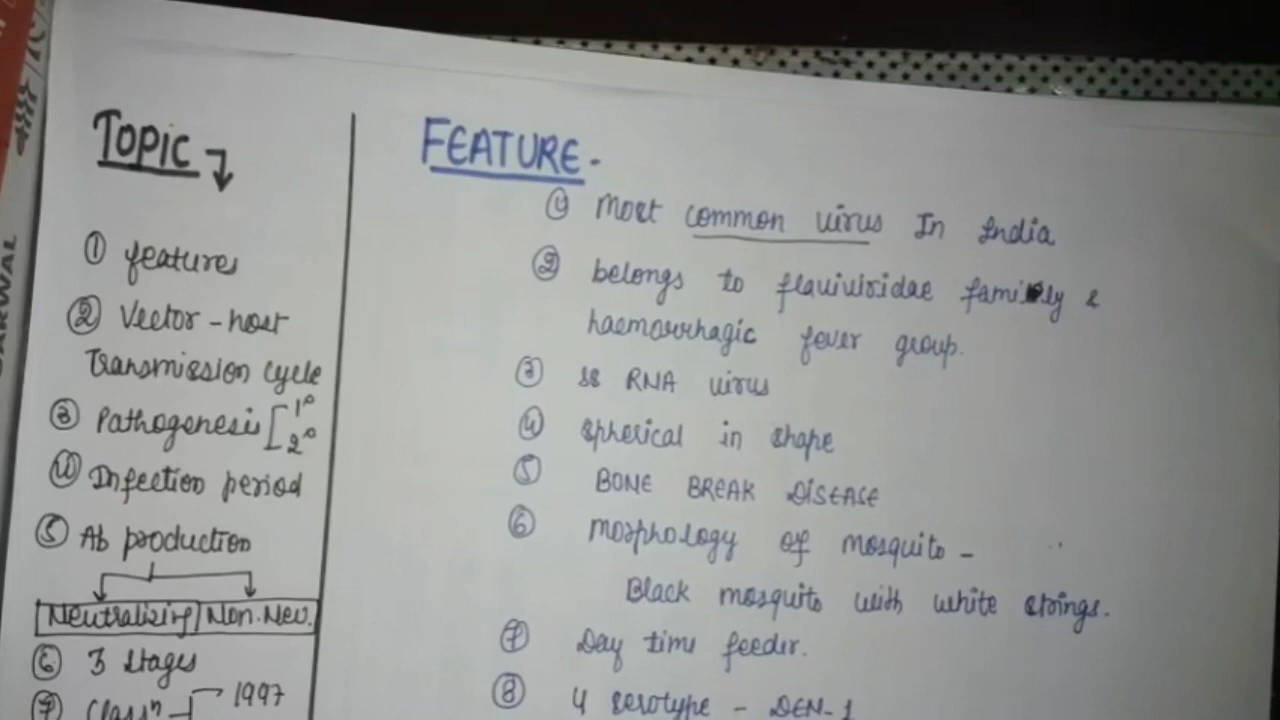 TOPIC
① features
② Vector-host
Transmission cycle
③ Pathogenesis [ 1° 2°
④ Infection period
⑤ Ab production
Neutralizing Non.Neu.
⑥ 3 stages
⑦ Classⁿ 1997
FEATURE -
① Most common virus In India
② belongs to flaviviridae family &
haemorrhagic fever group.
③ ss RNA virus
④ spherical in shape
⑤ BONE BREAK DISEASE
⑥ morphology of mosquito -
Black mosquito with white strings.
⑦ Day time feeder.
⑧ 4 serotype - DEN-1